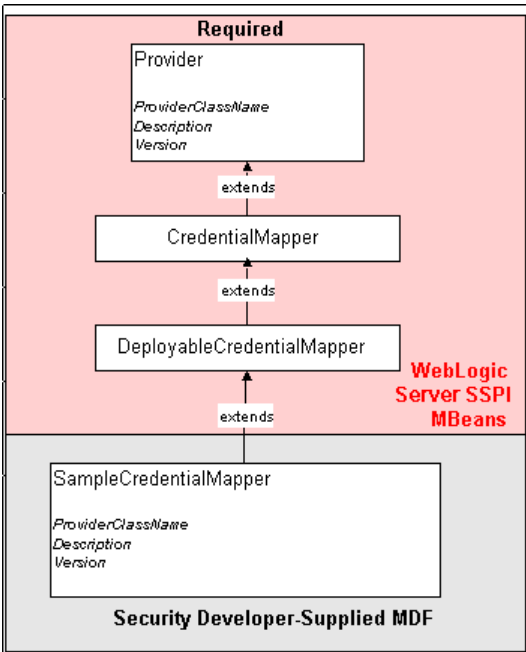 Required
Provider
ProviderClassName
Description
Version
extends
CredentialMapper
extends
DeployableCredentialMapper
WebLogic
Server SSPI
MBeans
extends
SampleCredentialMapper
ProviderClassName
Description
Version
Security Developer-Supplied MDF